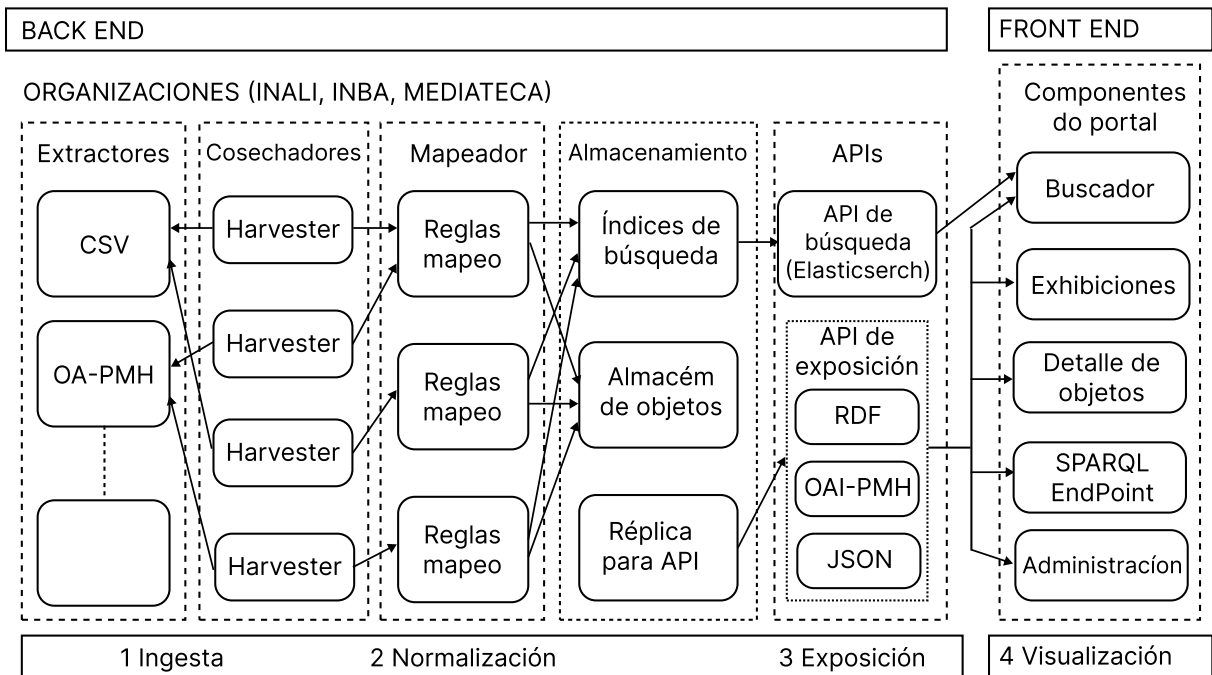 BACK END
FRONT END
ORGANIZACIONES (INALI, INBA, MEDIATECA)
Extractores
CSV
OA-PMH
Cosechadores
Harvester
Harvester
Harvester
Harvester
Mapeador
Reglas
mapeo
Reglas
mapeo
Reglas
mapeo
Almacenamiento
Índices de
búsqueda
Almacém
de objetos
Réplica
para API
APIs
API de
búsqueda
(Elasticserch)
API de
exposición
RDF
OAI-PMH
JSON
Componentes
do portal
Buscador
Exhibiciones
Detalle de
objetos
SPARQL
EndPoint
Administracíon
1 Ingesta
2 Normalización
3 Exposición
4 Visualización